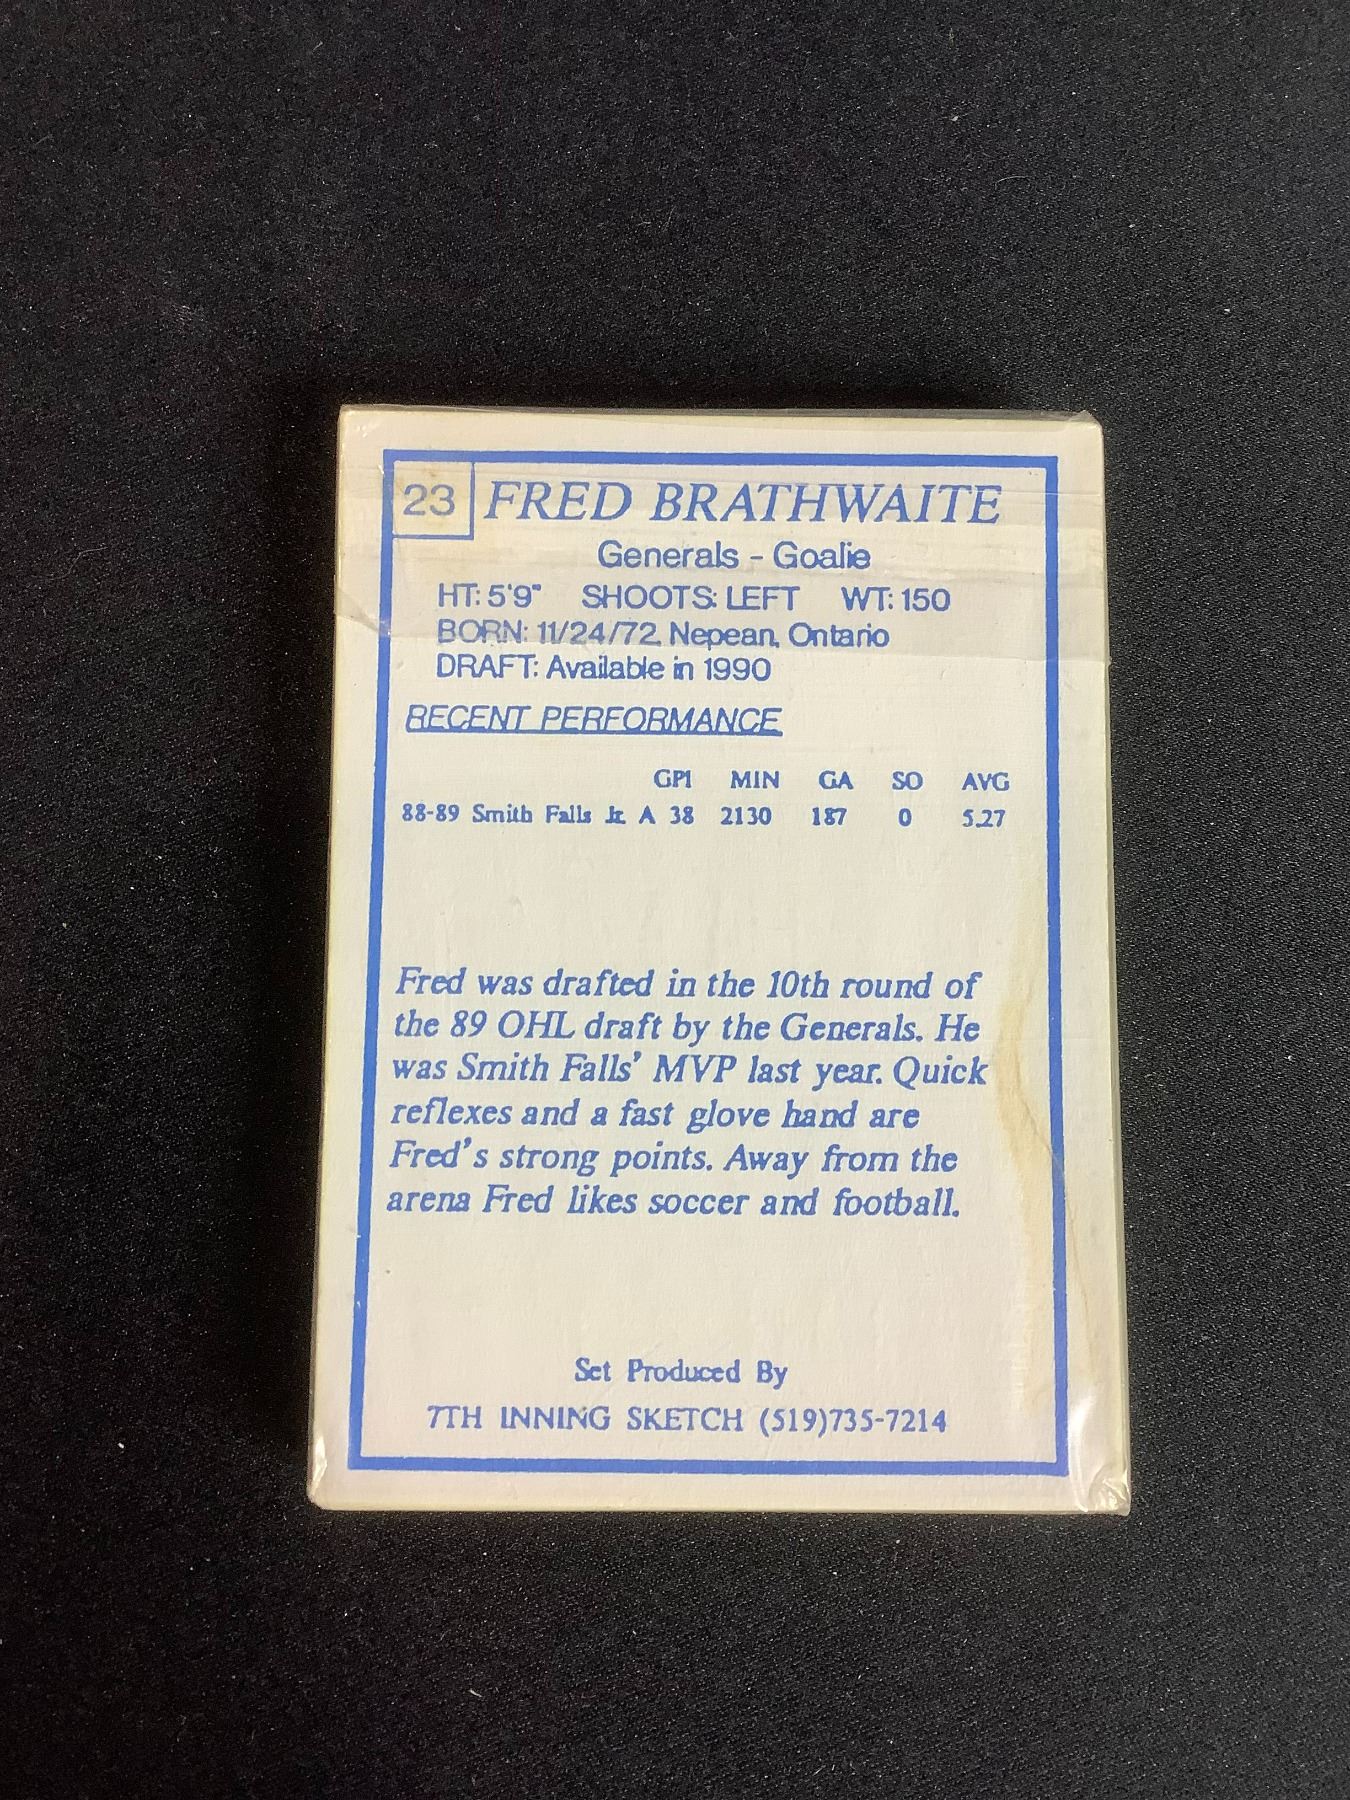 23 FRED BRATHWAITE
Generals - Goalie
HT: 5'9" SHOOTS: LEFT WT: 150
BORN: 11/24/72, Nepean, Ontario
DRAFT: Available in 1990
RECENT PERFORMANCE
GPI MIN GA SO AVG
88-89 Smith Falls Jr. A 38 2130 187 0 5.27
Fred was drafted in the 10th round of
the 89 OHL draft by the Generals. He
was Smith Falls' MVP last year. Quick
reflexes and a fast glove hand are
Fred's strong points. Away from the
arena Fred likes soccer and football.
Set Produced By
7TH INNING SKETCH (519)735-7214